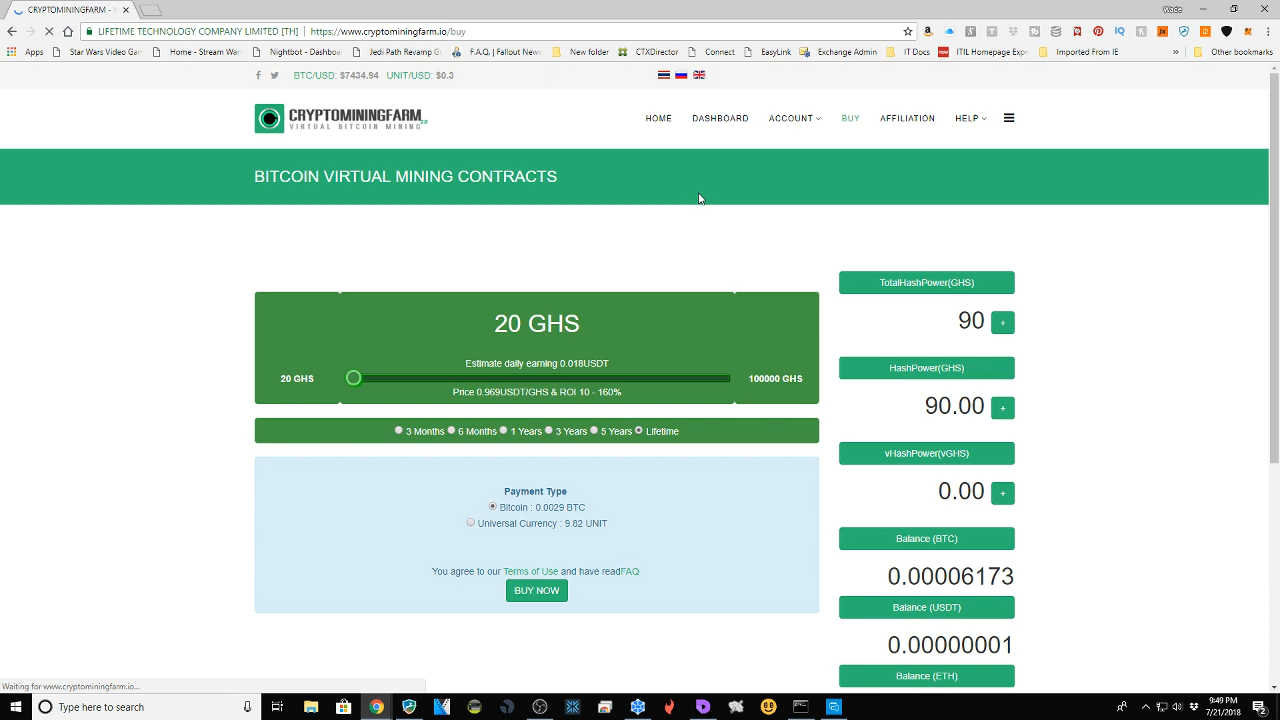 CRYPTOMININGFARM - V
Wade
LIFETIME TECHNOLOGY COMPANY LIMITED [TH] https://www.cryptominingfarm.io/buy
Apps Star Wars Video Gam Home - Stream War Nightbot - Dashboard Jedi Path Revamp C F.A.Q. | Fallout New New folder CTXDirector Connect EasyLink Exchange Admin IT Docs ITIL Homepage Expr Imported From IE » Other bookmarks
BTC/USD: $7434.94 UNIT/USD: $0.3
CRYPTOMININGFARM
VIRTUAL BITCOIN MINING
HOME DASHBOARD ACCOUNT BUY AFFILIATION HELP
BITCOIN VIRTUAL MINING CONTRACTS
TotalHashPower(GHS)
90 +
20 GHS
Estimate daily earning 0.018USDT
20 GHS 100000 GHS
Price 0.969USDT/GHS & ROI 10 - 160%
HashPower(GHS)
90.00 +
3 Months 6 Months 1 Years 3 Years 5 Years Lifetime
vHashPower(vGHS)
0.00 +
Payment Type
Bitcoin : 0.0029 BTC
Universal Currency : 9.82 UNIT
You agree to our Terms of Use and have readFAQ
BUY NOW
Balance (BTC)
0.00006173
Balance (USDT)
0.00000001
Balance (ETH)
Waiting for www.cryptominingfarm.io...
Type here to search
9:49 PM
7/21/2018